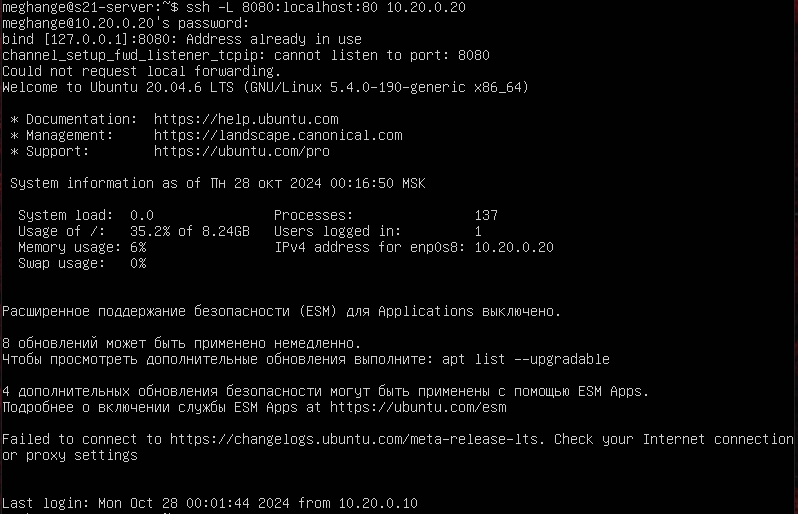 meghange@s21-server:~$ ssh -L 8080:localhost:80 10.20.0.20
meghange@10.20.0.20's password:
bind [127.0.0.1]:8080: Address already in use
channel_setup_fwd_listener_tcpip: cannot listen to port: 8080
Could not request local forwarding.
Welcome to Ubuntu 20.04.6 LTS (GNU/Linux 5.4.0-190-generic x86_64)
* Documentation: https://help.ubuntu.com
* Management: https://landscape.canonical.com
* Support: https://ubuntu.com/pro
System information as of Пн 28 окт 2024 00:16:50 MSK
System load: 0.0 Processes: 137
Usage of /: 35.2% of 8.24GB Users logged in: 1
Memory usage: 6% IPv4 address for enp0s8: 10.20.0.20
Swap usage: 0%
Расширенное поддержание безопасности (ESM) для Applications выключено.
8 обновлений может быть применено немедленно.
Чтобы просмотреть дополнительные обновления выполните: apt list --upgradable
4 дополнительных обновления безопасности могут быть применены с помощью ESM Apps.
Подробнее о включении службы ESM Apps at https://ubuntu.com/esm
Failed to connect to https://changelogs.ubuntu.com/meta-release-lts. Check your Internet connection
or proxy settings
Last login: Mon Oct 28 00:01:44 2024 from 10.20.0.10